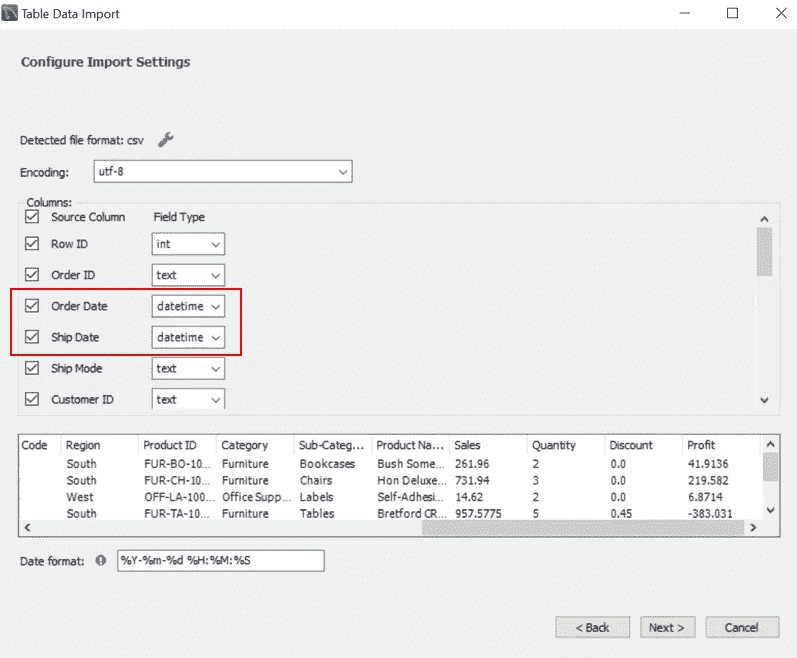 Table Data Import
Configure Import Settings
Detected file format: csv
Encoding: utf-8
Columns:
Source Column Field Type
Row ID int
Order ID text
Order Date datetime
Ship Date datetime
Ship Mode text
Customer ID text
Code Region Product ID Category Sub-Categ... Product Na... Sales Quantity Discount Profit
South FUR-BO-10... Furniture Bookcases Bush Some... 261.96 2 0.0 41.9136
South FUR-CH-10... Furniture Chairs Hon Deluxe... 731.94 3 0.0 219.582
West OFF-LA-100... Office Supp... Labels Self-Adhesi... 14.62 2 0.0 6.8714
South FUR-TA-10... Furniture Tables Bretford CR... 957.5775 5 0.45 -383.031
Date format: %Y-%m-%d %H:%M:%S
< Back Next > Cancel